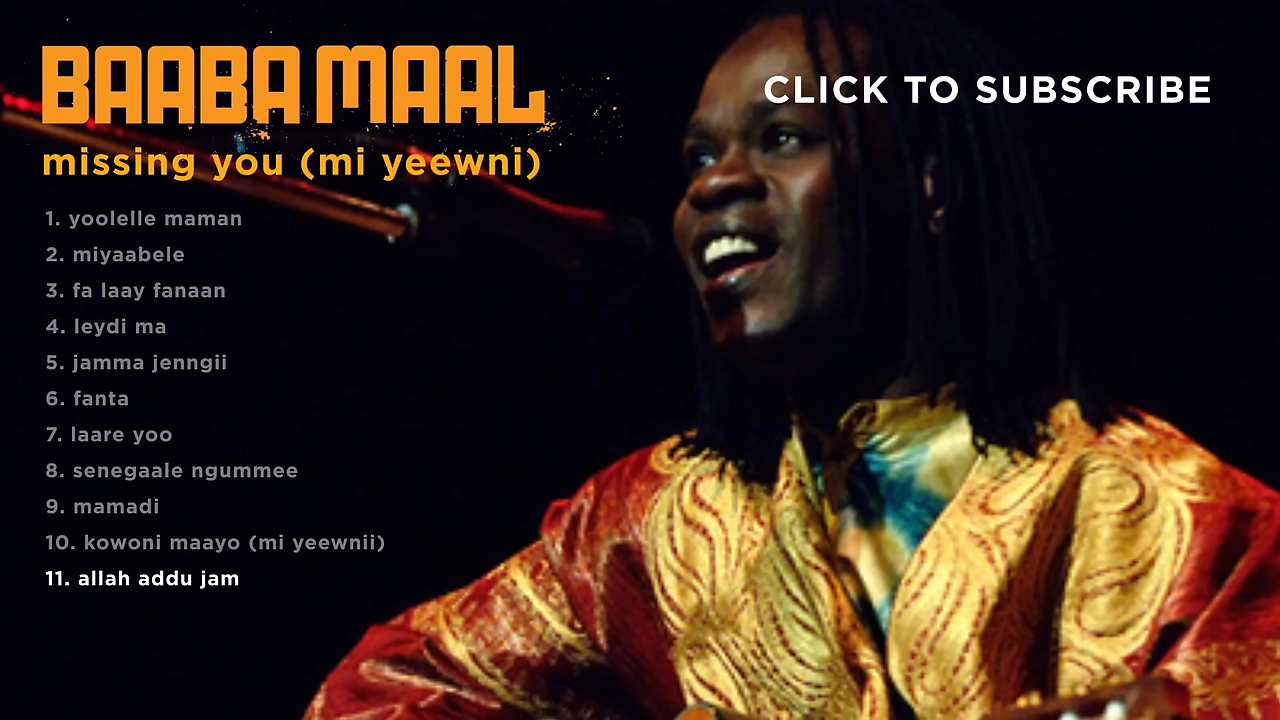 BAABA MAAL
missing you (mi yeewni)
CLICK TO SUBSCRIBE
1. yoolelle maman
2. miyaabele
3. fa laay fanaan
4. leydi ma
5. jamma jenngii
6. fanta
7. laare yoo
8. senegaale ngummee
9. mamadi
10. kowoni maayo (mi yeewnii)
11. allah addu jam